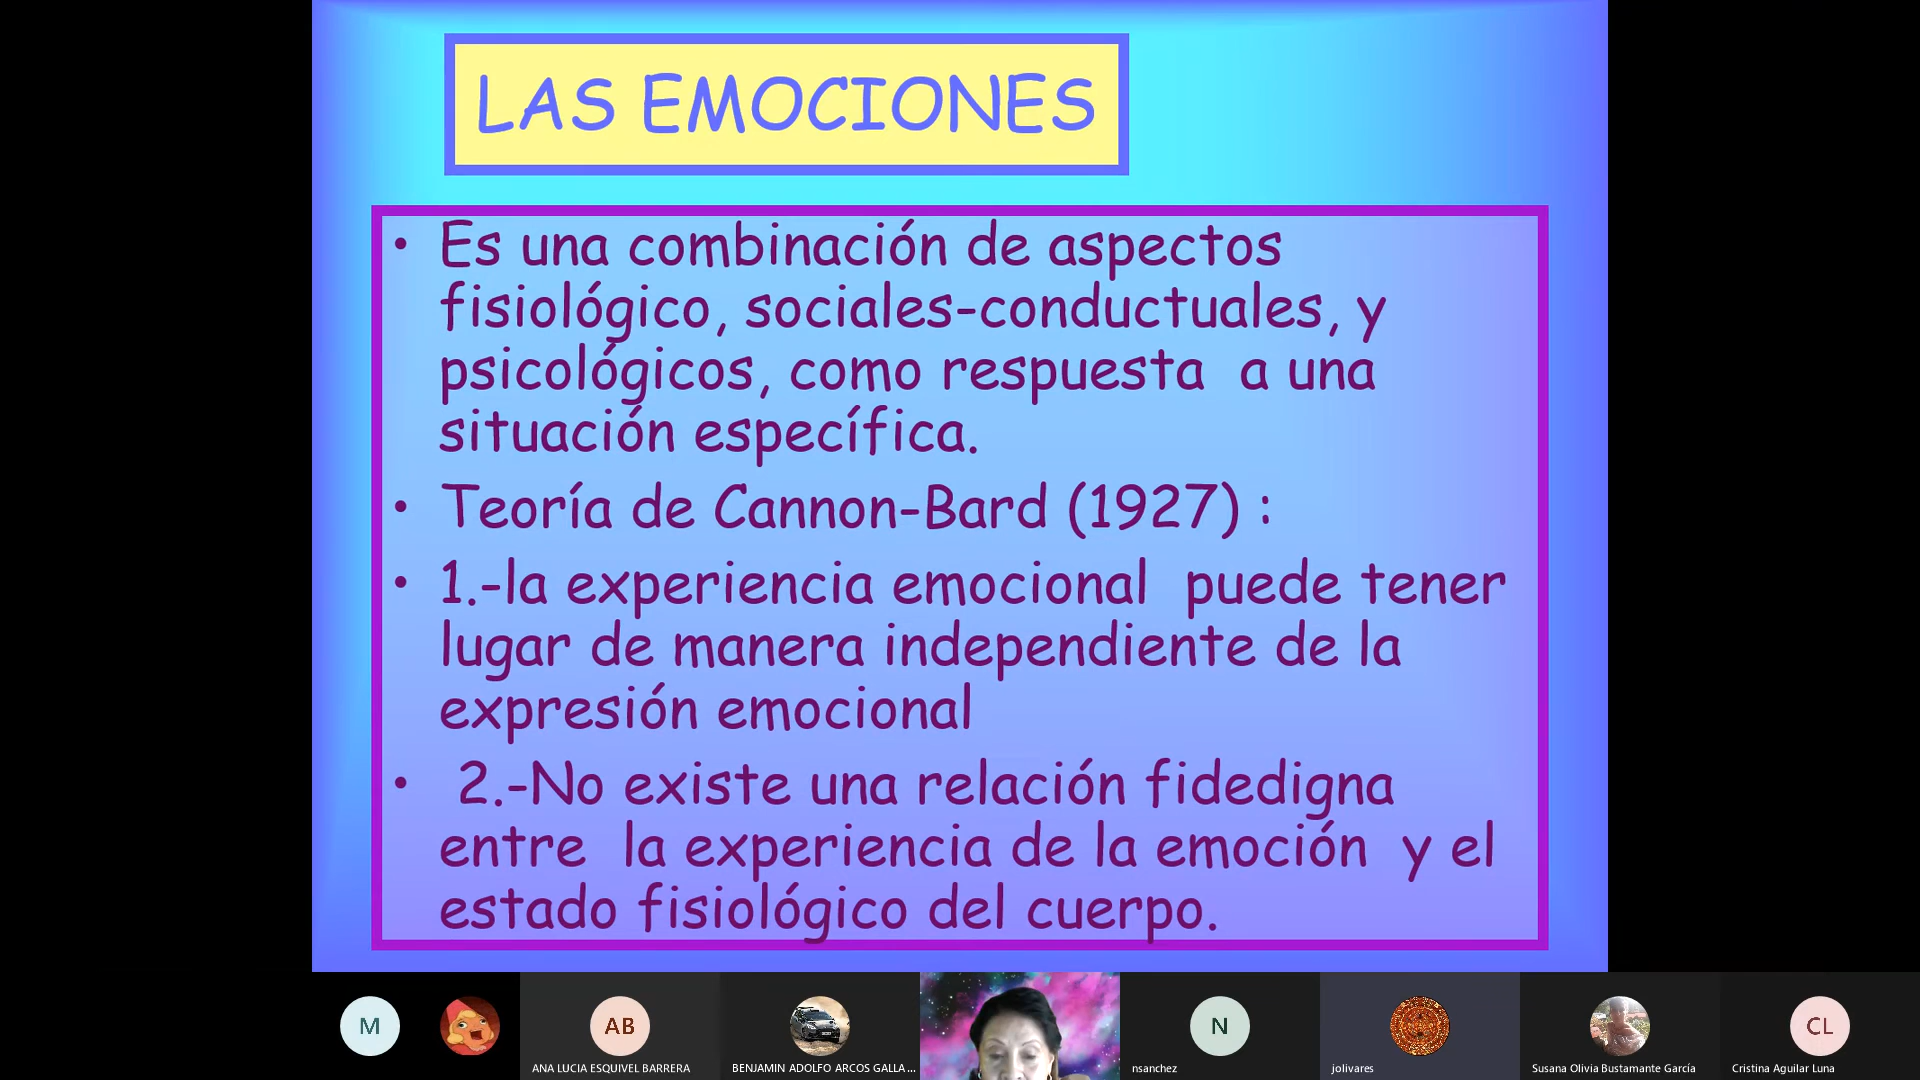 LAS EMOCIONES
• Es una combinación de aspectos
fisiológico, sociales-conductuales, y
psicológicos, como respuesta  a una
situación específica.
• Teoría de Cannon-Bard (1927) :
• 1.-la experiencia emocional  puede tener
lugar de manera independiente de la
expresión emocional
•  2.-No existe una relación fidedigna
entre  la experiencia de la emoción  y el
estado fisiológico del cuerpo.
M
AB
N
CL
ANA LUCIA ESQUIVEL BARRERA
BENJAMIN ADOLFO ARCOS GALLA...
nsanchez
jolivares
Susana Olivia Bustamante García
Cristina Aguilar Luna